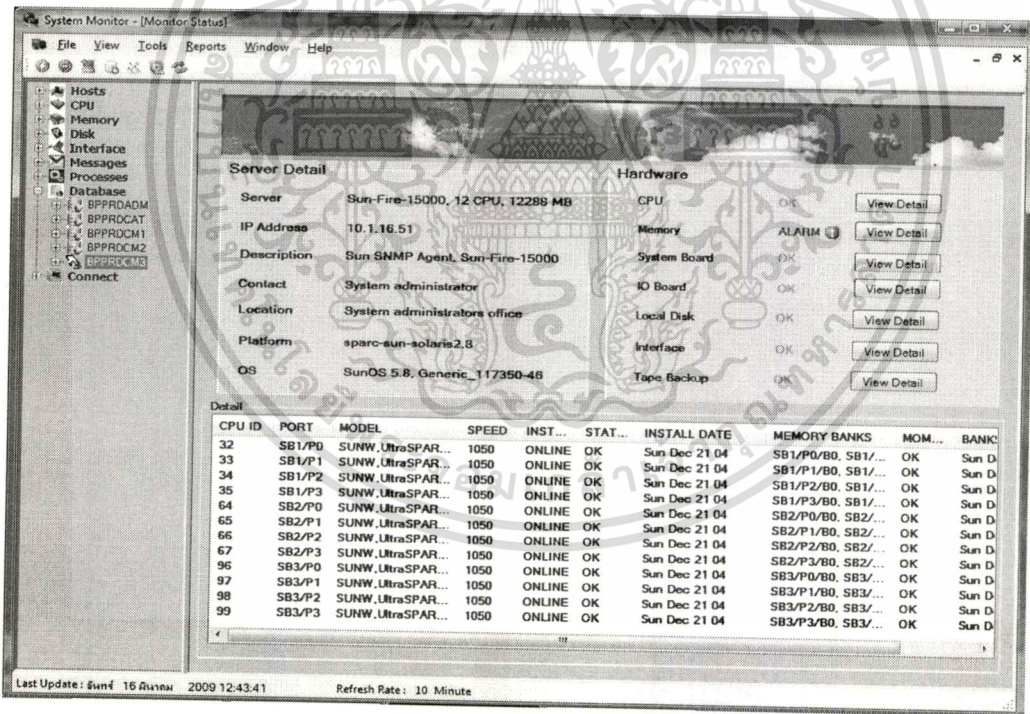 System Monitor - [Monitor Status]
File View Tools Reports Window Help
Hosts
CPU
Memory
Disk
Interface
Messages
Processes
Database
BPPRDADM
BPPRDCAT
BPPRDCM1
BPPRDCM2
BPPRDCM3
Connect
Server Detail
Server Sun-Fire-15000, 12 CPU, 12288 MB
IP Address 10.1.16.51
Description Sun SNMP Agent, Sun-Fire-15000
Contact System administrator
Location System administrators office
Platform sparc-sun-solaris2.8
OS SunOS 5.8, Generic_117350-46
Hardware
CPU OK View Detail
Memory ALARM View Detail
System Board OK View Detail
IO Board OK View Detail
Local Disk OK View Detail
Interface OK View Detail
Tape Backup OK View Detail
Detail
CPU ID PORT MODEL SPEED INST... STAT... INSTALL DATE MEMORY BANKS MOM... BANKS
32 SB1/P0 SUNW,UltraSPAR... 1050 ONLINE OK Sun Dec 21 04 SB1/P0/B0, SB1/... OK Sun D
33 SB1/P1 SUNW,UltraSPAR... 1050 ONLINE OK Sun Dec 21 04 SB1/P1/B0, SB1/... OK Sun D
34 SB1/P2 SUNW,UltraSPAR... 1050 ONLINE OK Sun Dec 21 04 SB1/P2/B0, SB1/... OK Sun D
35 SB1/P3 SUNW,UltraSPAR... 1050 ONLINE OK Sun Dec 21 04 SB1/P3/B0, SB1/... OK Sun D
64 SB2/P0 SUNW,UltraSPAR... 1050 ONLINE OK Sun Dec 21 04 SB2/P0/B0, SB2/... OK Sun D
65 SB2/P1 SUNW,UltraSPAR... 1050 ONLINE OK Sun Dec 21 04 SB2/P1/B0, SB2/... OK Sun D
66 SB2/P2 SUNW,UltraSPAR... 1050 ONLINE OK Sun Dec 21 04 SB2/P2/B0, SB2/... OK Sun D
67 SB2/P3 SUNW,UltraSPAR... 1050 ONLINE OK Sun Dec 21 04 SB2/P3/B0, SB2/... OK Sun D
96 SB3/P0 SUNW,UltraSPAR... 1050 ONLINE OK Sun Dec 21 04 SB3/P0/B0, SB3/... OK Sun D
97 SB3/P1 SUNW,UltraSPAR... 1050 ONLINE OK Sun Dec 21 04 SB3/P1/B0, SB3/... OK Sun D
98 SB3/P2 SUNW,UltraSPAR... 1050 ONLINE OK Sun Dec 21 04 SB3/P2/B0, SB3/... OK Sun D
99 SB3/P3 SUNW,UltraSPAR... 1050 ONLINE OK Sun Dec 21 04 SB3/P3/B0, SB3/... OK Sun D
Last Update : จันทร์ 16 มีนาคม 2009 12:43:41 Refresh Rate : 10 Minute